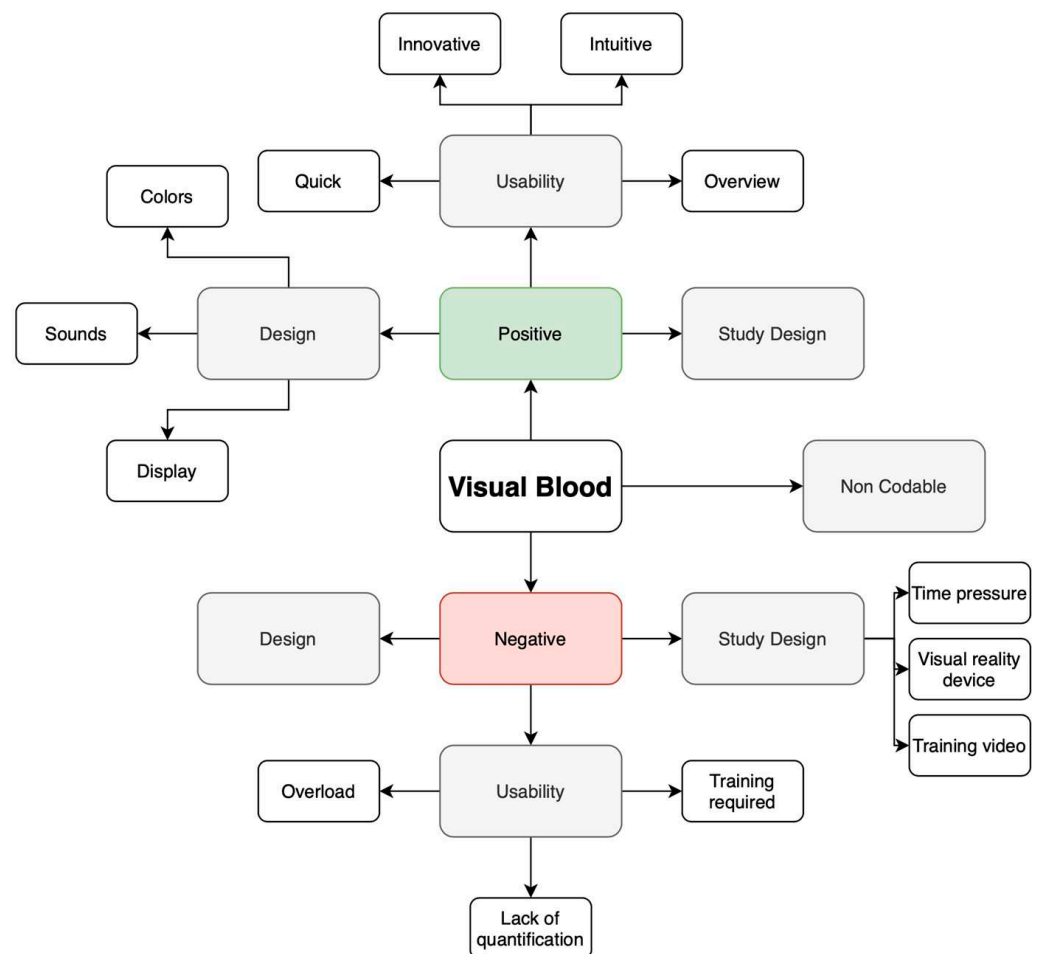 Innovative
Intuitive
Quick
Usability
Overview
Colors
Sounds
Design
Positive
Study Design
Display
Visual Blood
Non Codable
Design
Negative
Study Design
Time pressure
Visual reality
device
Training video
Overload
Usability
Training
required
Lack of
quantification